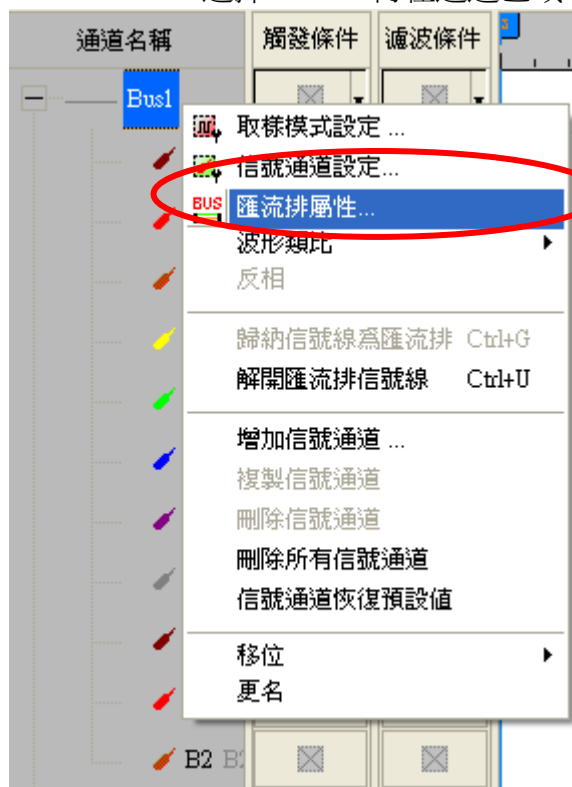 通道名稱 觸發條件 濾波條件
Bus1
取樣模式設定 ...
信號通道設定...
BUS 匯流排屬性...
波形類比
反相
歸納信號線為匯流排 Ctrl+G
解開匯流排信號線 Ctrl+U
增加信號通道 ...
複製信號通道
刪除信號通道
刪除所有信號通道
信號通道恢復預設值
移位
更名
B2